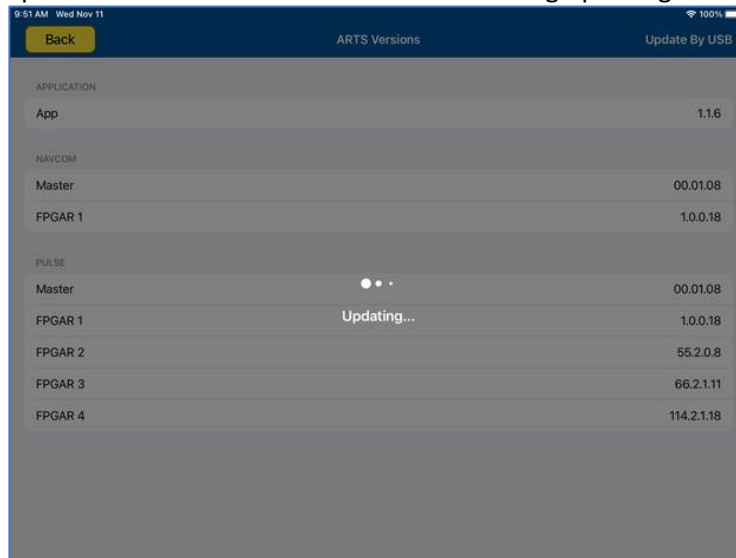 9:51 AM Wed Nov 11 100%
Back ARTS Versions Update By USB
APPLICATION
App 1.1.6
NAVCOM
Master 00.01.08
FPGAR 1 1.0.0.18
PULSE
Master 00.01.08
FPGAR 1 1.0.0.18
FPGAR 2 55.2.0.8
FPGAR 3 66.2.1.11
FPGAR 4 114.2.1.18
Updating...